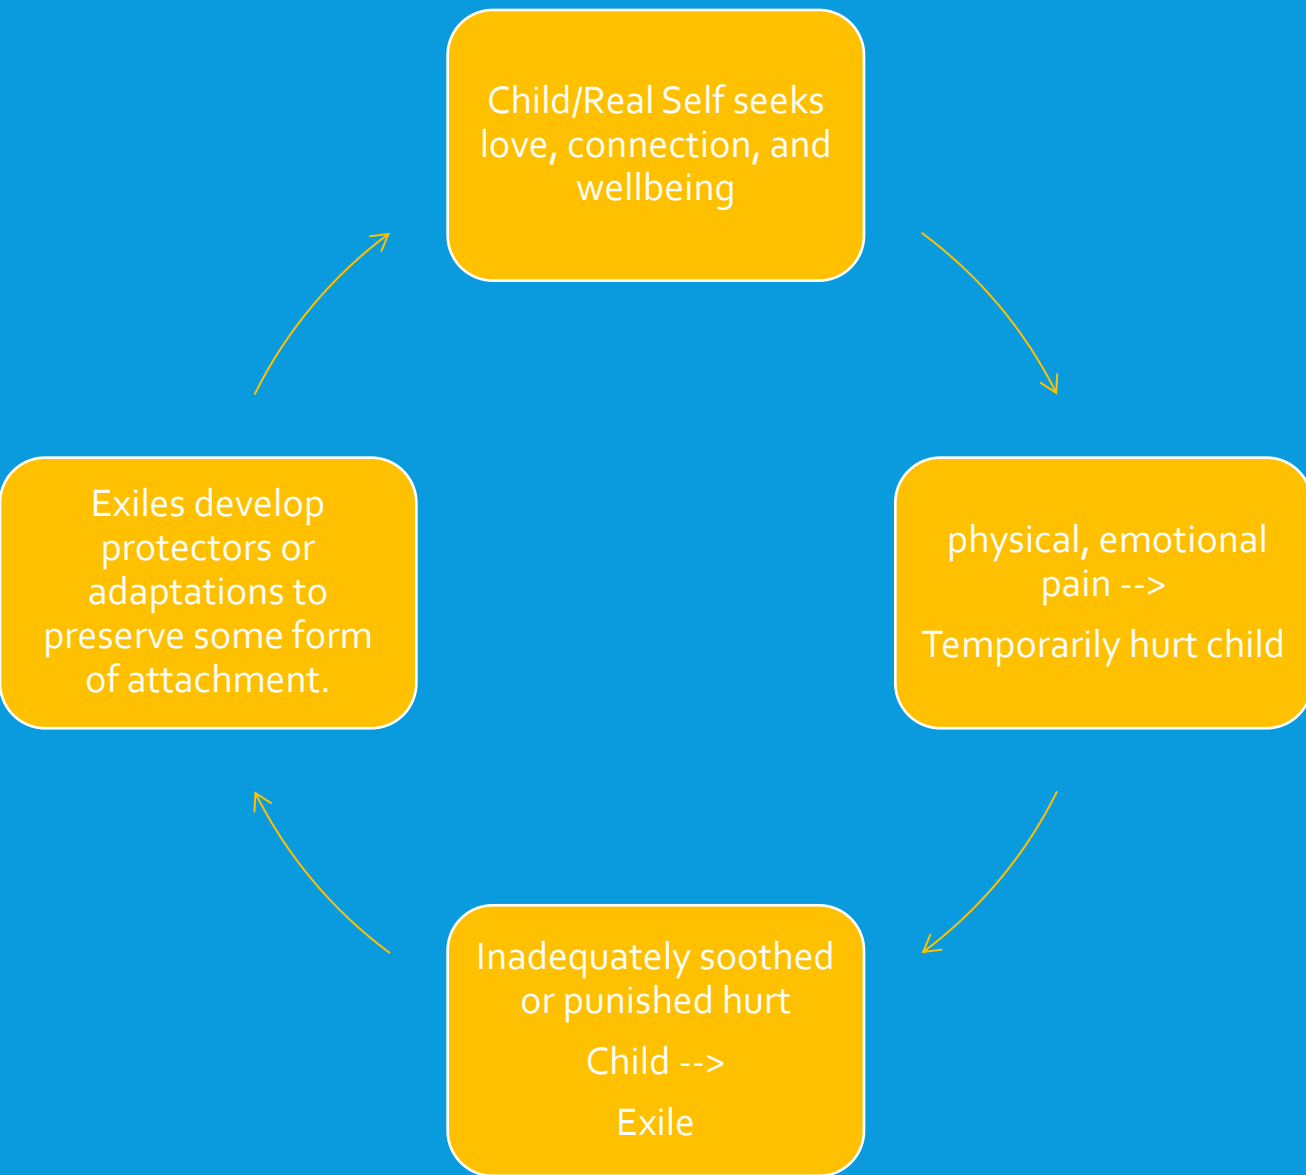 Child/Real Self seeks
love, connection, and
wellbeing
physical, emotional
pain -->
Temporarily hurt child
Inadequately soothed
or punished hurt
Child -->
Exile
Exiles develop
protectors or
adaptations to
preserve some form
of attachment.